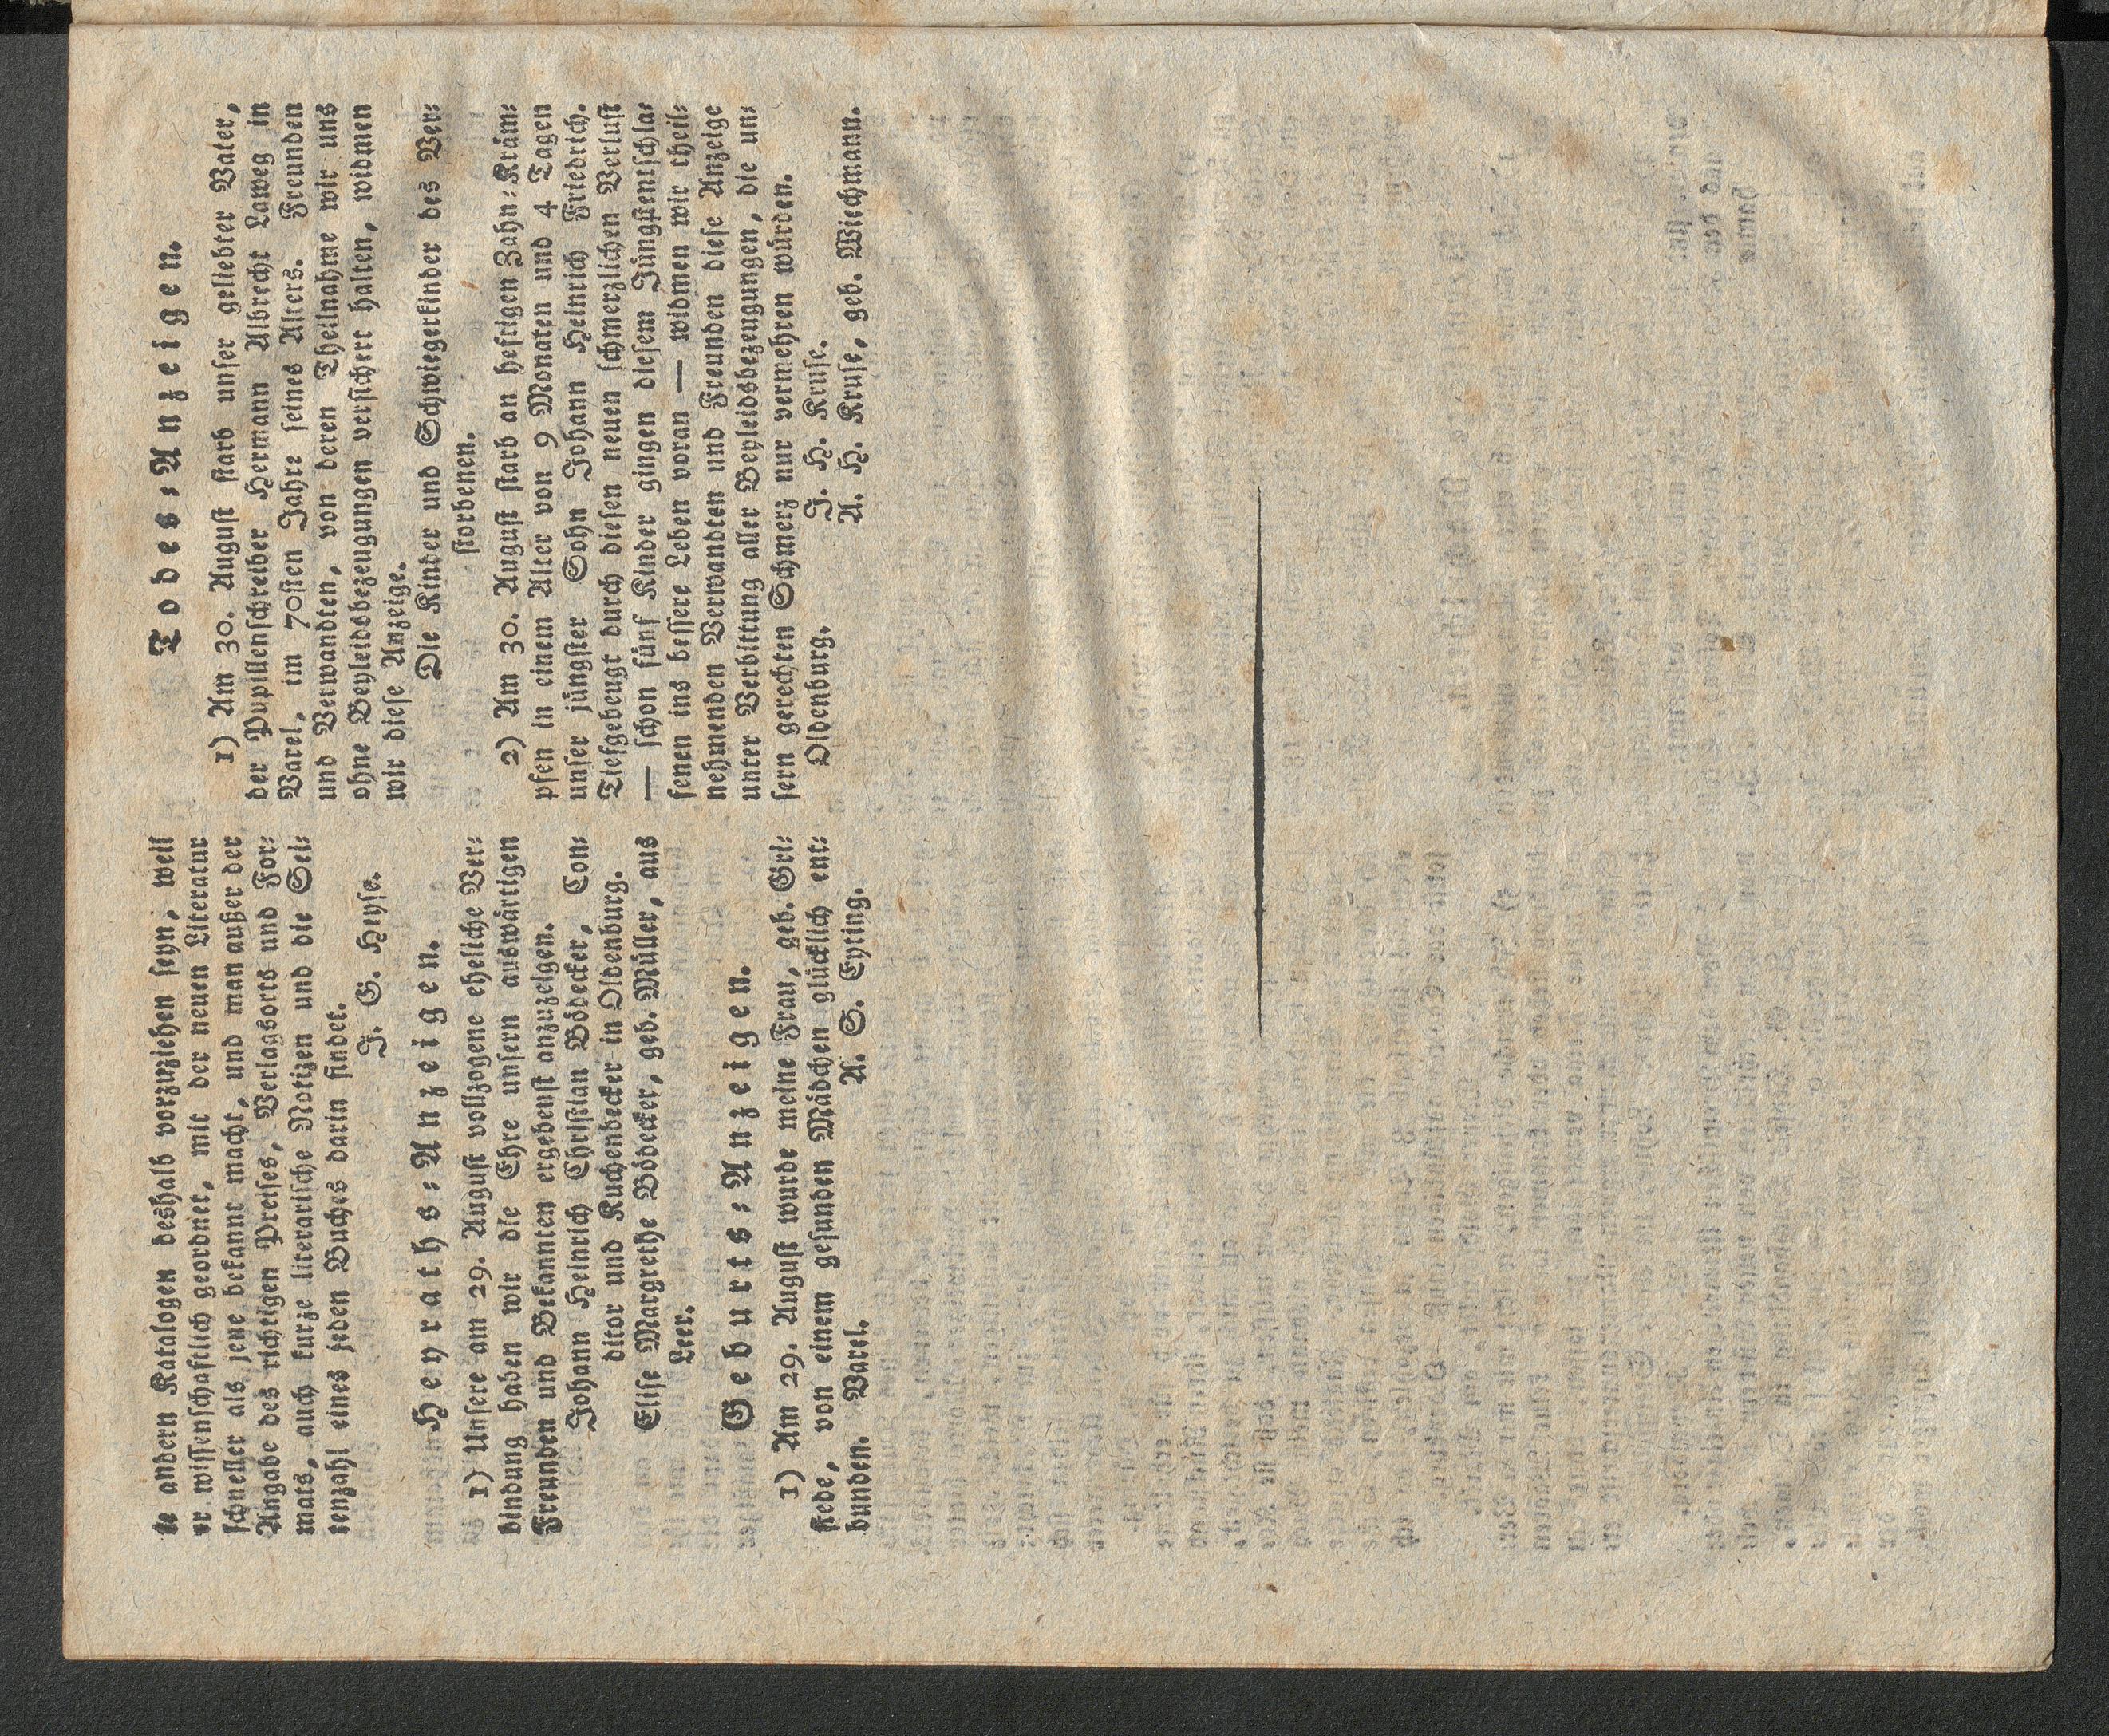 te andern Katalogen deshalb vorzuziehen seyn, weil
er wissenschaftlich geordnet, mit der neuen Literatur
schneller als jene bekannt macht, und man außer der
Angabe des richtigen Preises, Verlagsorts und For⸗
mats, auch kurze literarische Notizen und die Sei⸗
tenzahl eines jeden Buches darin findet.
J. G. Heyse.
Heyraths⸗Anzeigen.
1) Unsere am 29. August vollzogene eheliche Ver⸗
bindung haben wir die Ehre unsern auswärtigen
Freunden und Bekannten ergebenst anzuzeigen.
Johann Heinrich Christian Bödecker, Con⸗
ditor und Kuchenbecker in Oldenburg.
Elise Margrethe Bödecker, geb. Müller, aus
Leer.
Geburts⸗Anzeigen.
1) Am 29. August wurde meine Frau, geb. Gri⸗
stede, von einem gesunden Mädchen glücklich ent⸗
bunden. Varel. A. S. Eyting.
Todes⸗Anzeigen.
1) Am 30. August starb unser geliebter Vater,
der Pupillenschreiber Hermann Albrecht Laweg in
Varel, im 70sten Jahre seines Alters. Freunden
und Verwandten, von deren Theilnahme wir uns
ohne Beyleidsbezeugungen versichert halten, widmen
wir diese Anzeige.
Die Kinder und Schwiegerkinder des Ver⸗
storbenen.
2) Am 30. August starb an heftigen Zahn⸗Kräm⸗
pfen in einem Alter von 9 Monaten und 4 Tagen
unser jüngster Sohn Johann Heinrich Friedrich.
Tiefgebeugt durch diesen neuen schmerzlichen Verlust
— schon fünf Kinder gingen diesem Jüngstentschla⸗
fenen ins bessere Leben voran — widmen wir theil⸗
nehmenden Verwandten und Freunden diese Anzeige
unter Verbittung aller Beyleidsbezeugungen, die un⸗
sern gerechten Schmerz nur vermehren würden.
Oldenburg. J. H. Kruse.
A. H. Kruse, geb. Wiechmann.